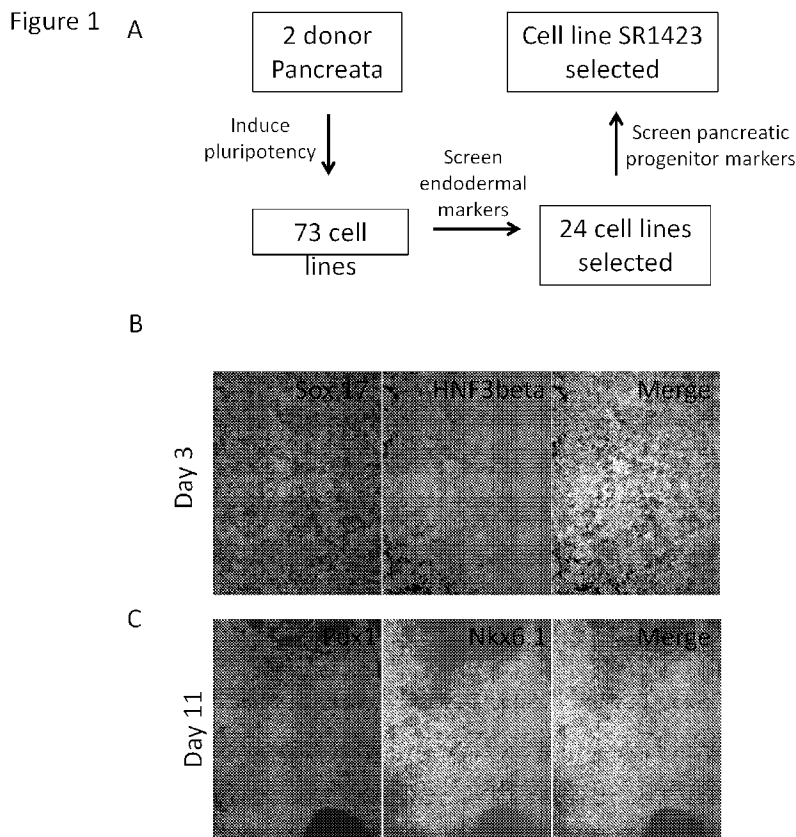 Figure 1
A
2 donor
Pancreata
Cell line SR1423
selected
Induce
pluripotency
Screen
endodermal
markers
Screen pancreatic
progenitor markers
73 cell
lines
24 cell lines
selected
B
Sox 17
HNF3beta
Merge
Day 3
C
Pdx1
Nkx6 1
Merge
Day 11